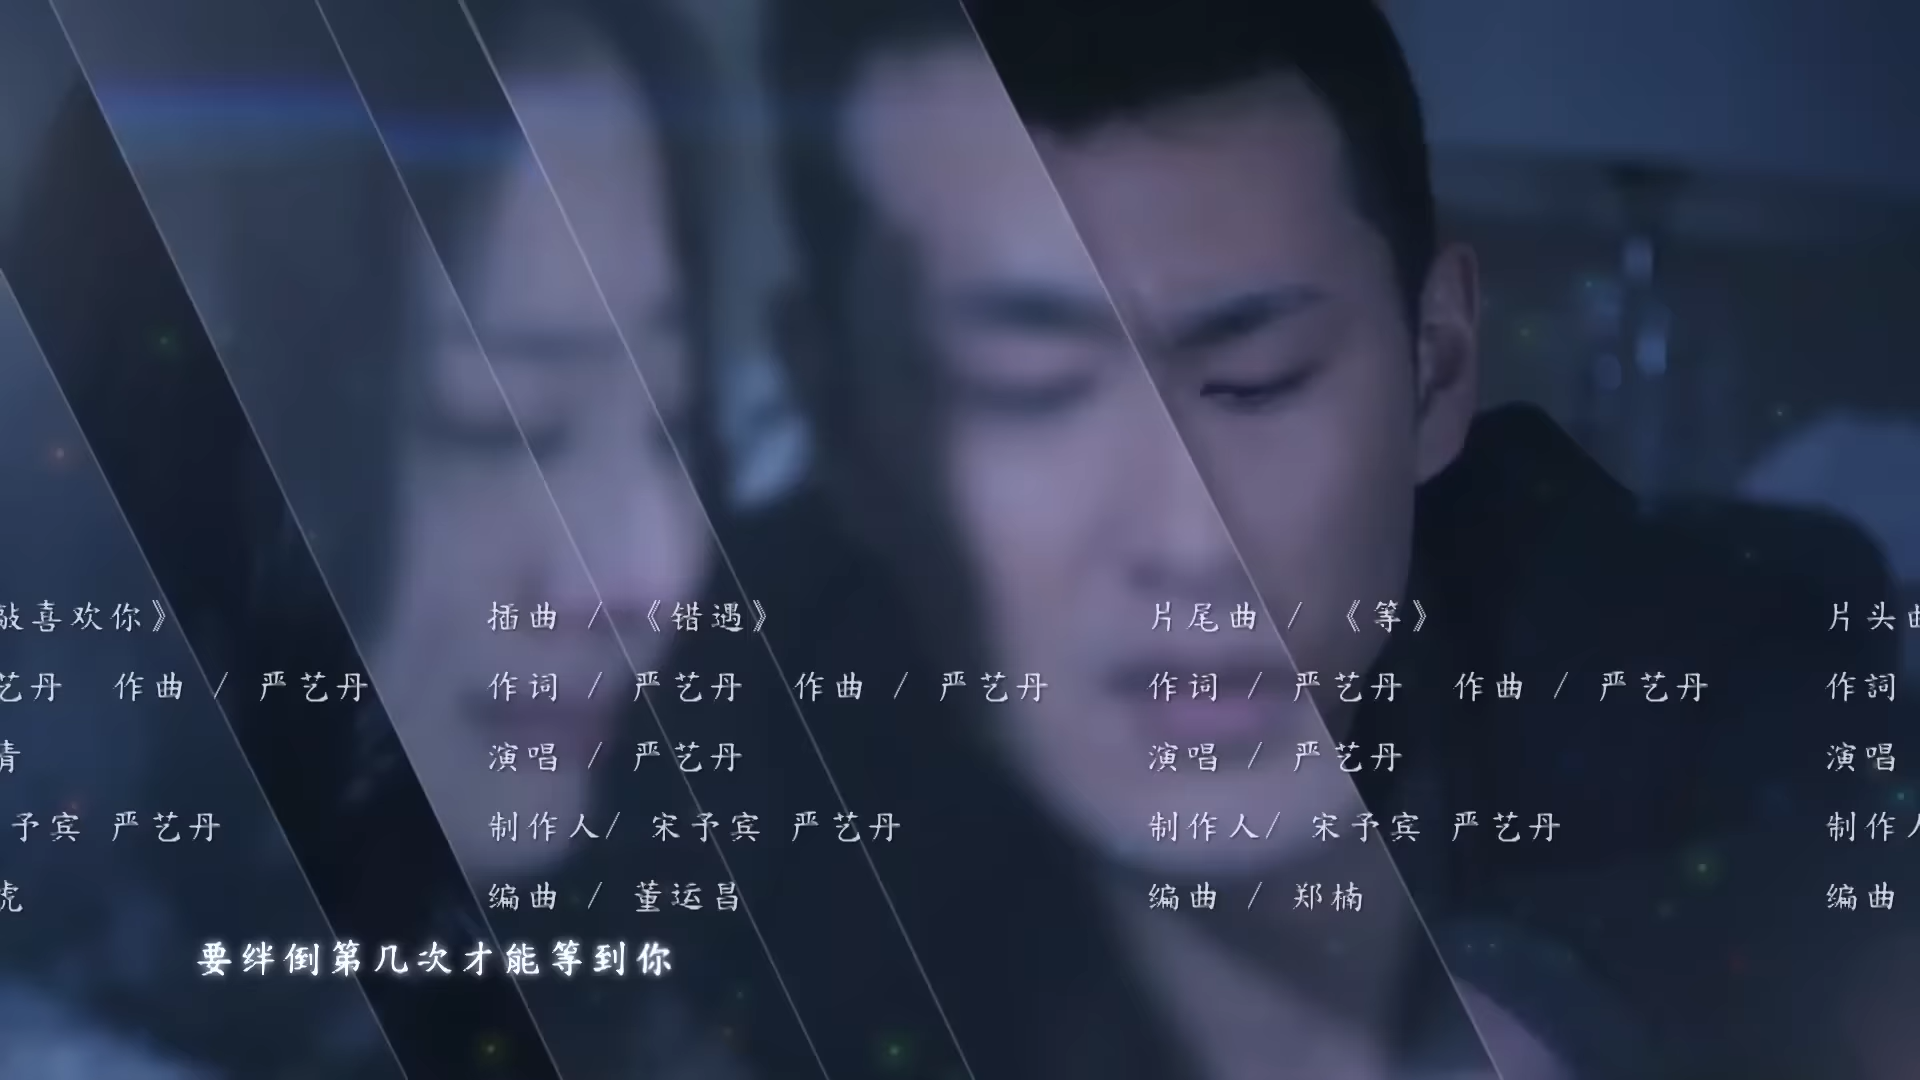 敲喜欢你》
艺丹 作曲 / 严艺丹
予宾 严艺丹
插曲 / 《错遇》
作词 / 严艺丹 作曲 / 严艺丹
演唱 / 严艺丹
制作人/ 宋予宾 严艺丹
编曲 / 董运昌
片尾曲 / 《等》
作词 / 严艺丹 作曲 / 严艺丹
演唱 / 严艺丹
制作人/ 宋予宾 严艺丹
编曲 / 郑楠
片头曲
作詞
演唱
制作人
编曲
要绊倒第几次才能等到你